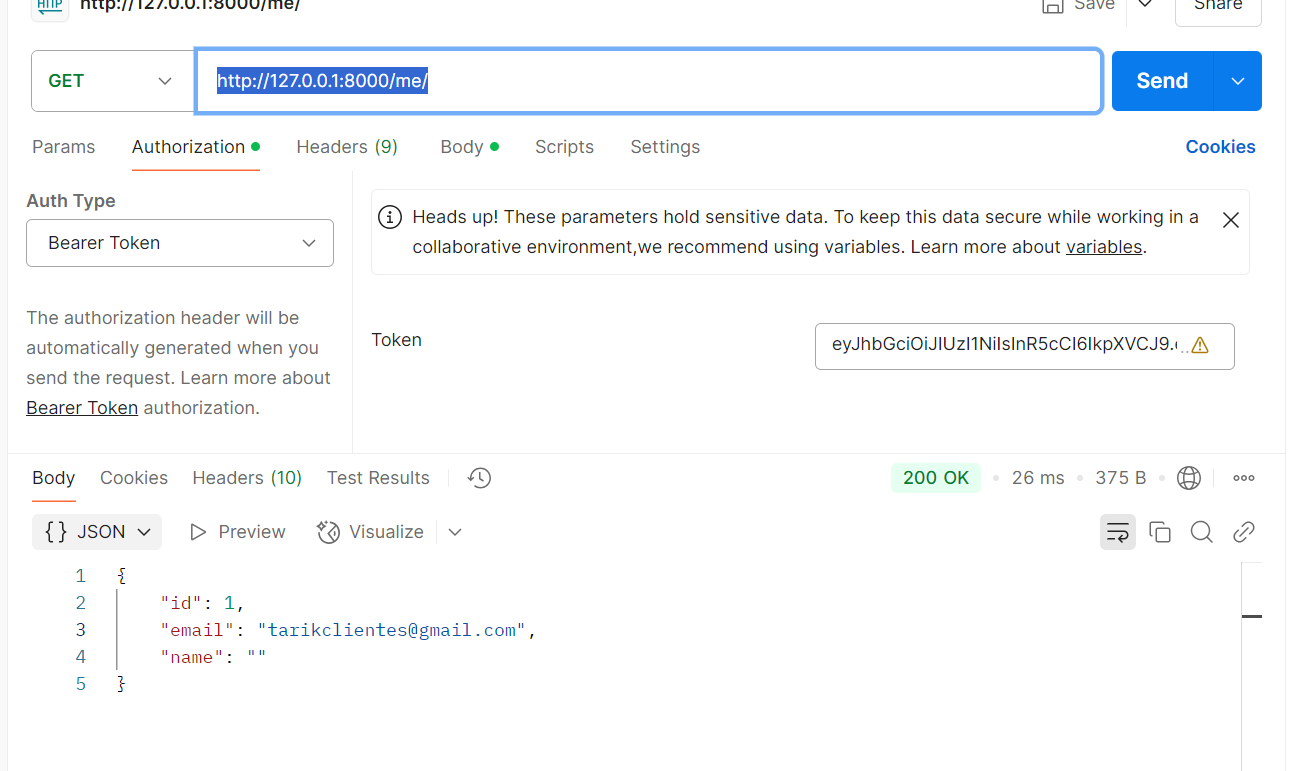 HTTP http://127.0.0.1:8000/me/ Save Share
GET http://127.0.0.1:8000/me/ Send
Params Authorization Headers (9) Body Scripts Settings Cookies
Auth Type
Bearer Token
The authorization header will be
automatically generated when you
send the request. Learn more about
Bearer Token authorization.
Heads up! These parameters hold sensitive data. To keep this data secure while working in a
collaborative environment,we recommend using variables. Learn more about variables.
Token eyJhbGciOiJIUzI1NiIsInR5cCI6IkpXVCJ9.
Body Cookies Headers (10) Test Results 200 OK 26 ms 375 B
{} JSON Preview Visualize
1 {
2 "id": 1,
3 "email": "tarikclientes@gmail.com",
4 "name": ""
5 }